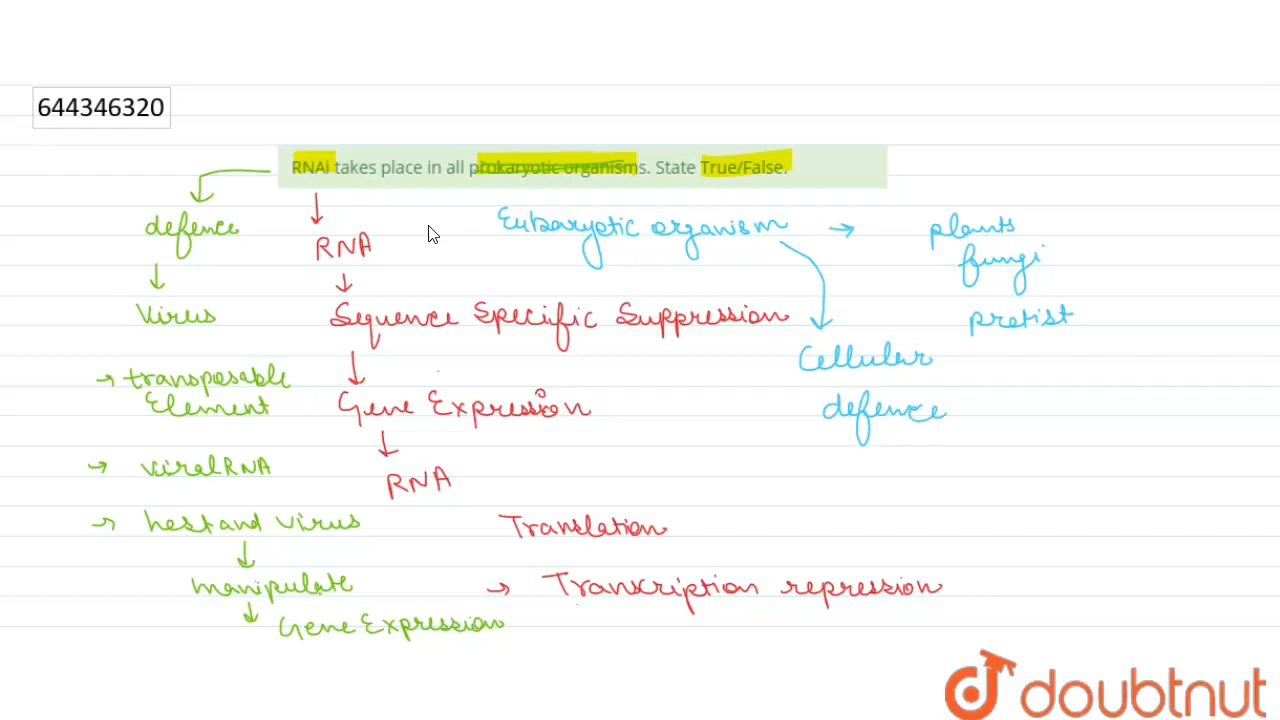 644346320
RNAi takes place in all prokaryotic organisms. State True/False.
defence
RNA
Eukaryotic organism → plants
fungi
Virus
Sequence Specific Suppression
protist
Cellular
→ transposable
Element
Gene Expression
defence
→ viral RNA
RNA
→ host and virus
Translation
manipulate
→ Transcription repression
Gene Expression
doubtnut